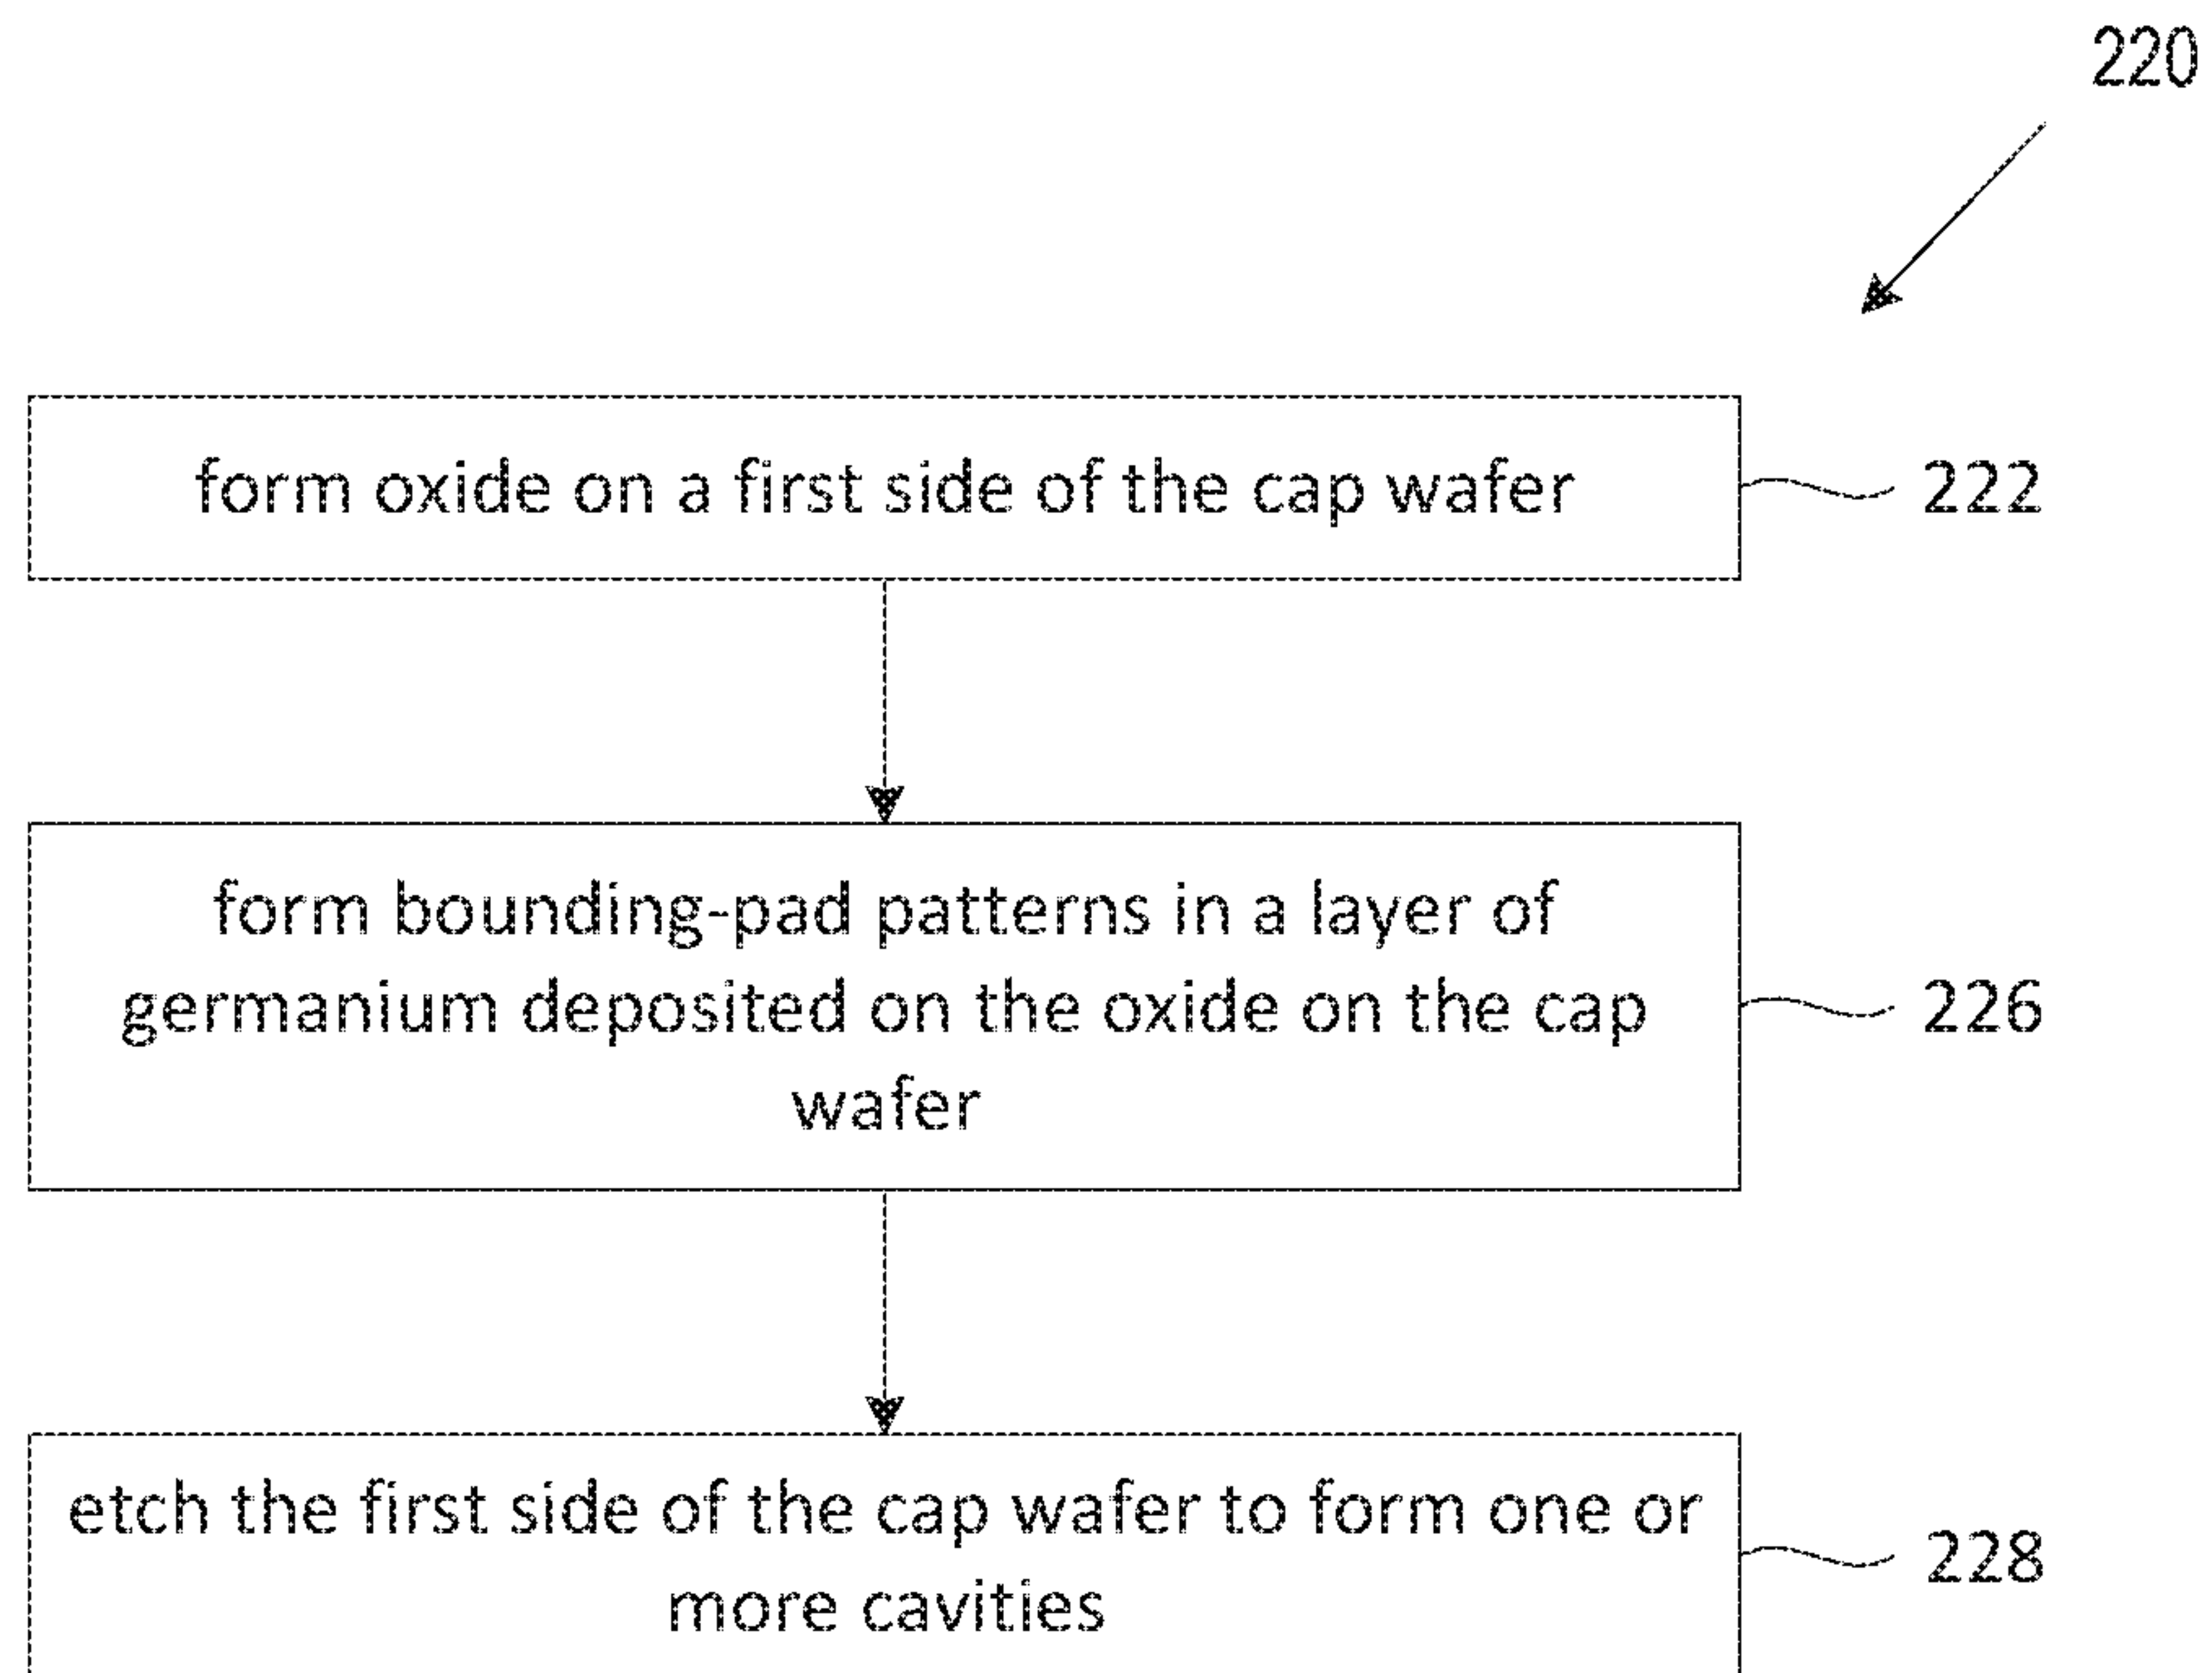 220
form oxide on a first side of the cap wafer
222
form bounding-pad patterns in a layer of
germanium deposited on the oxide on the cap
wafer
226
etch the first side of the cap wafer to form one or
more cavities
228